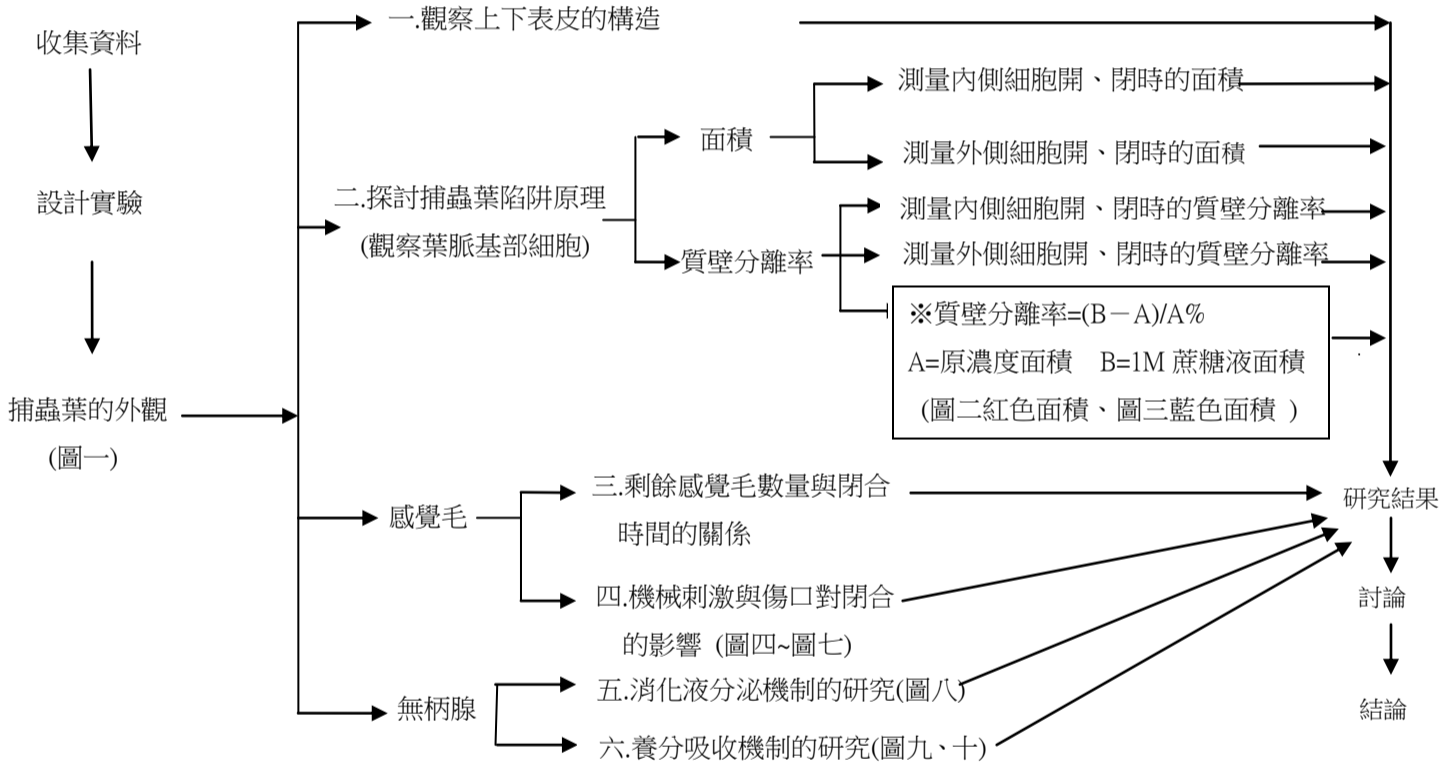 收集資料
設計實驗
捕蟲葉的外觀
(圖一)
一.觀察上下表皮的構造
二.探討捕蟲葉陷阱原理
(觀察葉脈基部細胞)
面積
測量內側細胞開、閉時的面積
測量外側細胞開、閉時的面積
質壁分離率
測量內側細胞開、閉時的質壁分離率
測量外側細胞開、閉時的質壁分離率
※質壁分離率=(B－A)/A%
A=原濃度面積　B=1M 蔗糖液面積
(圖二紅色面積、圖三藍色面積 )
感覺毛
三.剩餘感覺毛數量與閉合
時間的關係
四.機械刺激與傷口對閉合
的影響 (圖四~圖七)
無柄腺
五.消化液分泌機制的研究(圖八)
六.養分吸收機制的研究(圖九、十)
研究結果
討論
結論